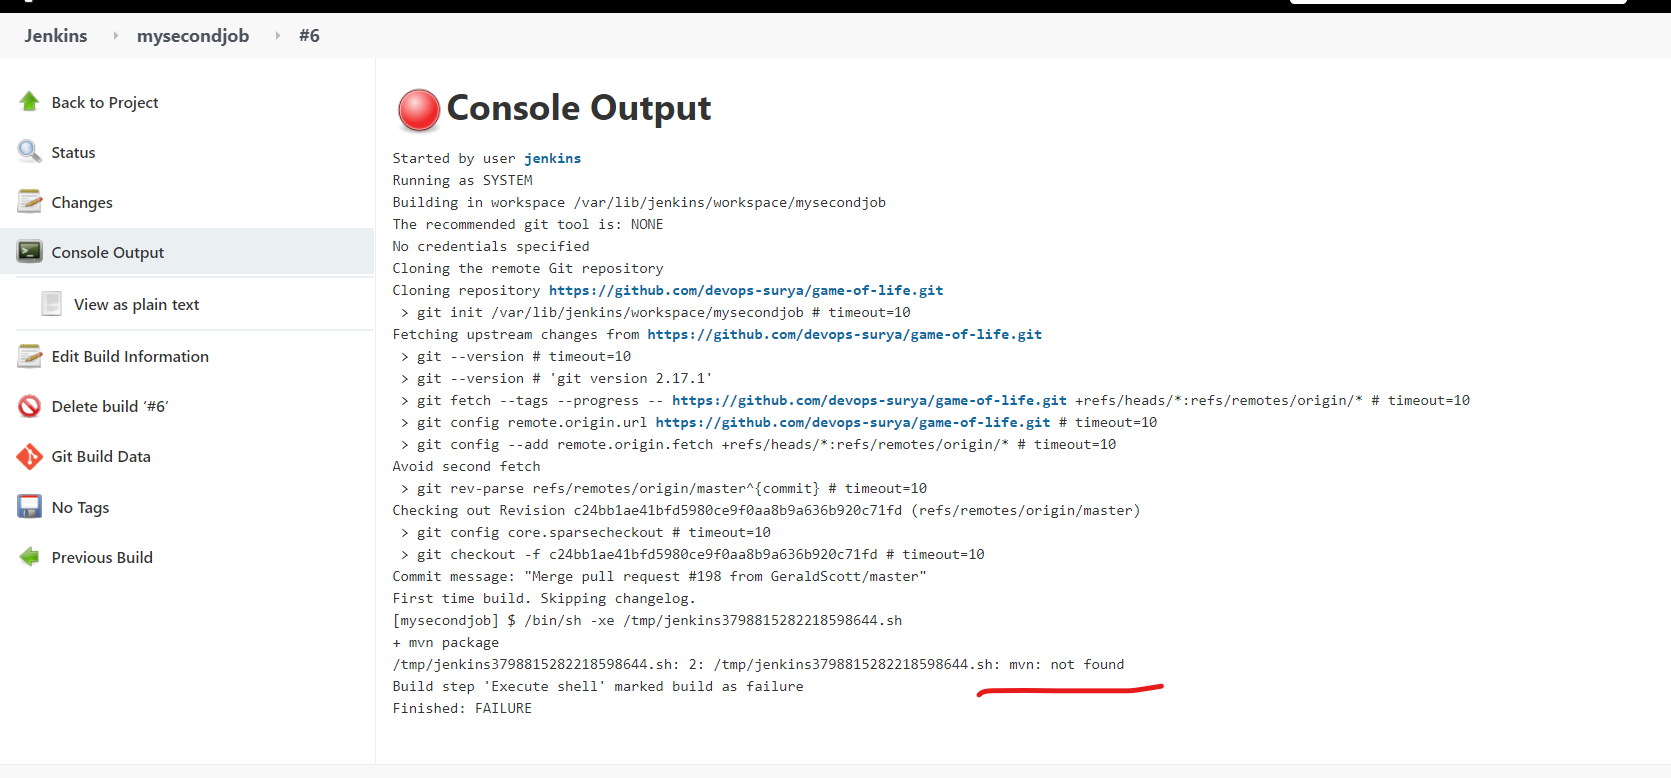 Jenkins mysecondjob #6
Back to Project
Status
Changes
Console Output
View as plain text
Edit Build Information
Delete build ‘#6’
Git Build Data
No Tags
Previous Build
Console Output
Started by user jenkins
Running as SYSTEM
Building in workspace /var/lib/jenkins/workspace/mysecondjob
The recommended git tool is: NONE
No credentials specified
Cloning the remote Git repository
Cloning repository https://github.com/devops-surya/game-of-life.git
> git init /var/lib/jenkins/workspace/mysecondjob # timeout=10
Fetching upstream changes from https://github.com/devops-surya/game-of-life.git
> git --version # timeout=10
> git --version # 'git version 2.17.1'
> git fetch --tags --progress -- https://github.com/devops-surya/game-of-life.git +refs/heads/*:refs/remotes/origin/* # timeout=10
> git config remote.origin.url https://github.com/devops-surya/game-of-life.git # timeout=10
> git config --add remote.origin.fetch +refs/heads/*:refs/remotes/origin/* # timeout=10
Avoid second fetch
> git rev-parse refs/remotes/origin/master^{commit} # timeout=10
Checking out Revision c24bb1ae41bfd5980ce9f0aa8b9a636b920c71fd (refs/remotes/origin/master)
> git config core.sparsecheckout # timeout=10
> git checkout -f c24bb1ae41bfd5980ce9f0aa8b9a636b920c71fd # timeout=10
Commit message: "Merge pull request #198 from GeraldScott/master"
First time build. Skipping changelog.
[mysecondjob] $ /bin/sh -xe /tmp/jenkins3798815282218598644.sh
+ mvn package
/tmp/jenkins3798815282218598644.sh: 2: /tmp/jenkins3798815282218598644.sh: mvn: not found
Build step 'Execute shell' marked build as failure
Finished: FAILURE